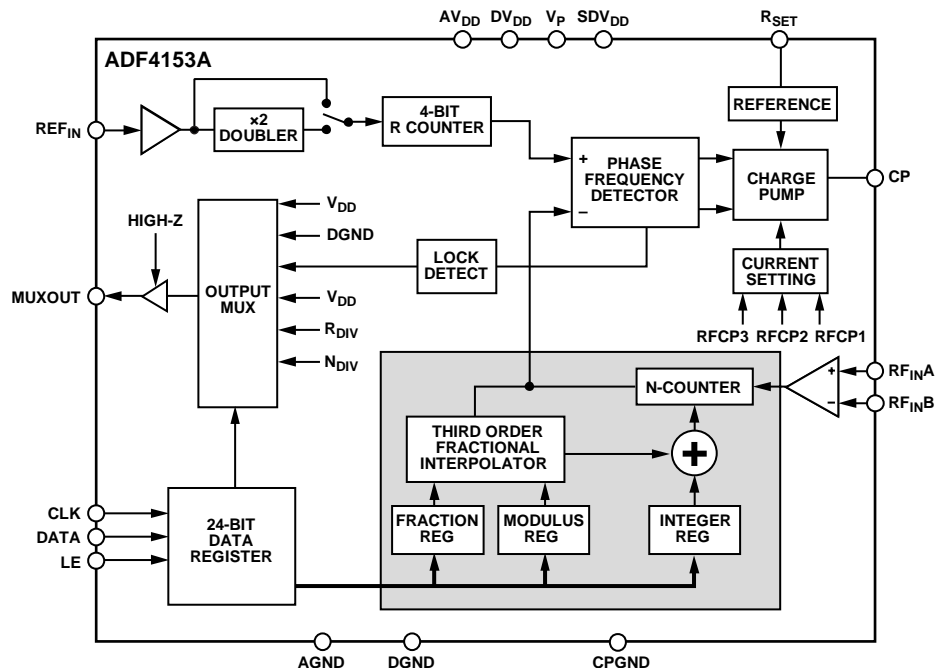 AVDD DVDD VP SDVDD RSET
ADF4153A
REFIN
×2
DOUBLER
4-BIT
R COUNTER
REFERENCE
+
−
PHASE
FREQUENCY
DETECTOR
CHARGE
PUMP
CP
HIGH-Z
MUXOUT
OUTPUT
MUX
VDD
DGND
VDD
RDIV
NDIV
LOCK
DETECT
CURRENT
SETTING
RFCP3 RFCP2 RFCP1
N-COUNTER
+
−
RFINA
RFINB
THIRD ORDER
FRACTIONAL
INTERPOLATOR
+
CLK
DATA
LE
24-BIT
DATA
REGISTER
FRACTION
REG
MODULUS
REG
INTEGER
REG
AGND DGND CPGND